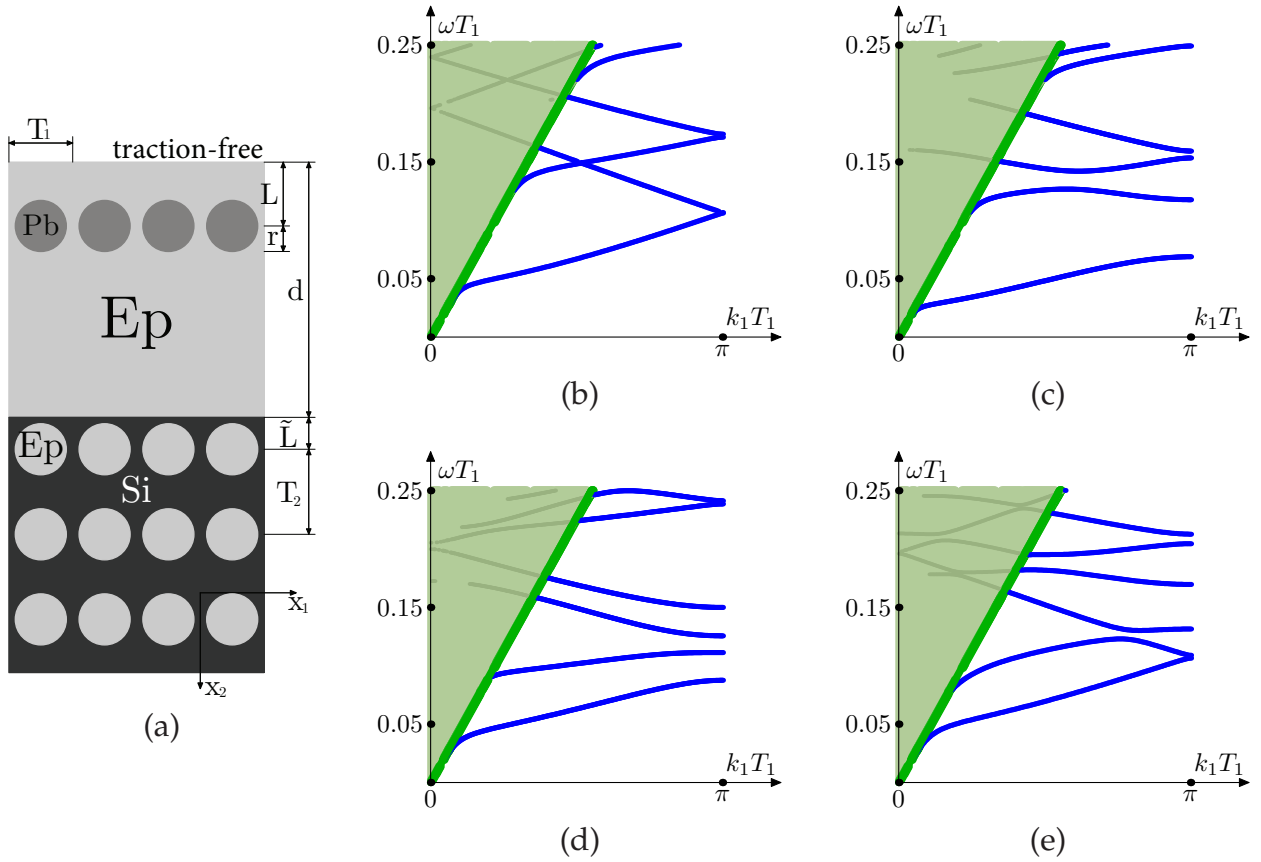 T₁
traction-free
L
Pb
r
d
Ep
L̃
Ep
Si
T₂
x₁
x₂
(a)
ωT₁
0.25
0.15
0.05
k₁T₁
0
π
(b)
ωT₁
0.25
0.15
0.05
k₁T₁
0
π
(c)
ωT₁
0.25
0.15
0.05
k₁T₁
0
π
(d)
ωT₁
0.25
0.15
0.05
k₁T₁
0
π
(e)